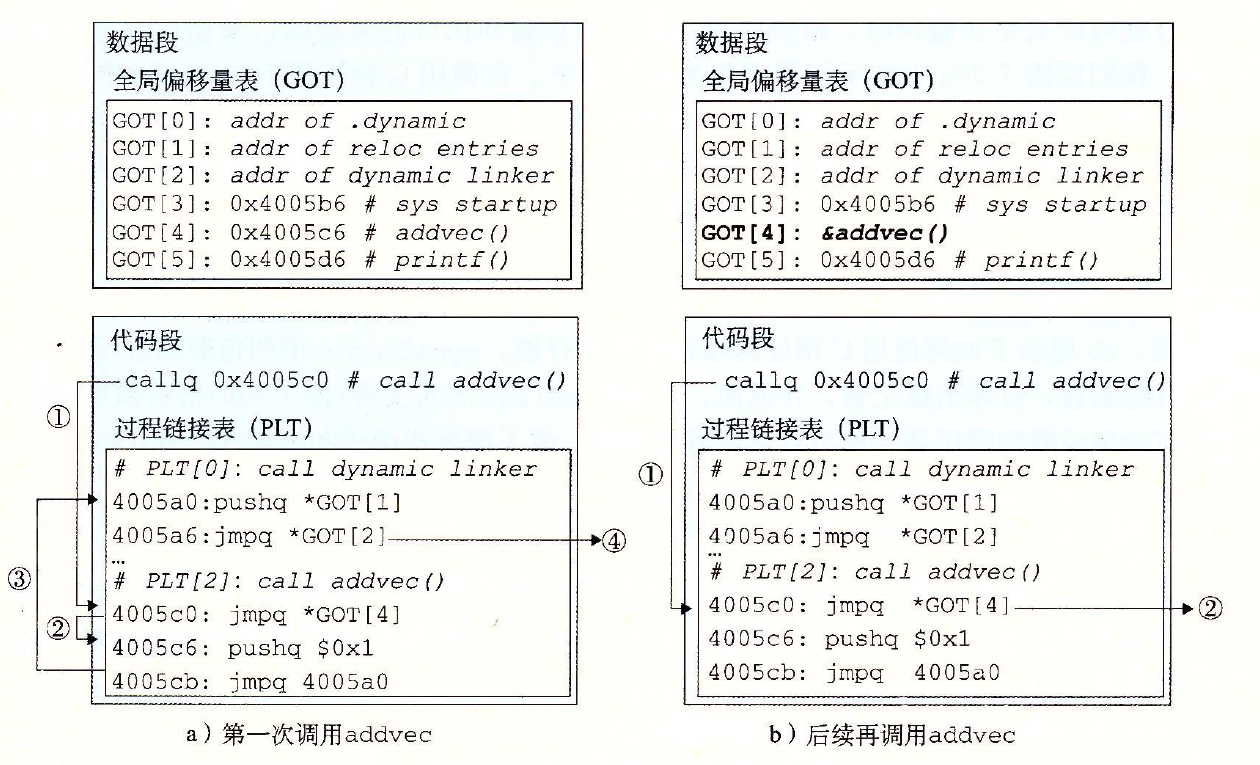 数据段
全局偏移量表（GOT）
GOT[0]: addr of .dynamic
GOT[1]: addr of reloc entries
GOT[2]: addr of dynamic linker
GOT[3]: 0x4005b6 # sys startup
GOT[4]: 0x4005c6 # addvec()
GOT[5]: 0x4005d6 # printf()
代码段
callq 0x4005c0 # call addvec()
①
过程链接表（PLT）
# PLT[0]: call dynamic linker
4005a0:pushq *GOT[1]
4005a6:jmpq *GOT[2]
④
…
③
# PLT[2]: call addvec()
4005c0: jmpq *GOT[4]
②
4005c6: pushq $0x1
4005cb: jmpq 4005a0
a）第一次调用addvec
数据段
全局偏移量表（GOT）
GOT[0]: addr of .dynamic
GOT[1]: addr of reloc entries
GOT[2]: addr of dynamic linker
GOT[3]: 0x4005b6 # sys startup
GOT[4]: &addvec()
GOT[5]: 0x4005d6 # printf()
代码段
callq 0x4005c0 # call addvec()
过程链接表（PLT）
①
# PLT[0]: call dynamic linker
4005a0:pushq *GOT[1]
4005a6:jmpq *GOT[2]
…
# PLT[2]: call addvec()
4005c0: jmpq *GOT[4]
②
4005c6: pushq $0x1
4005cb: jmpq 4005a0
b）后续再调用addvec